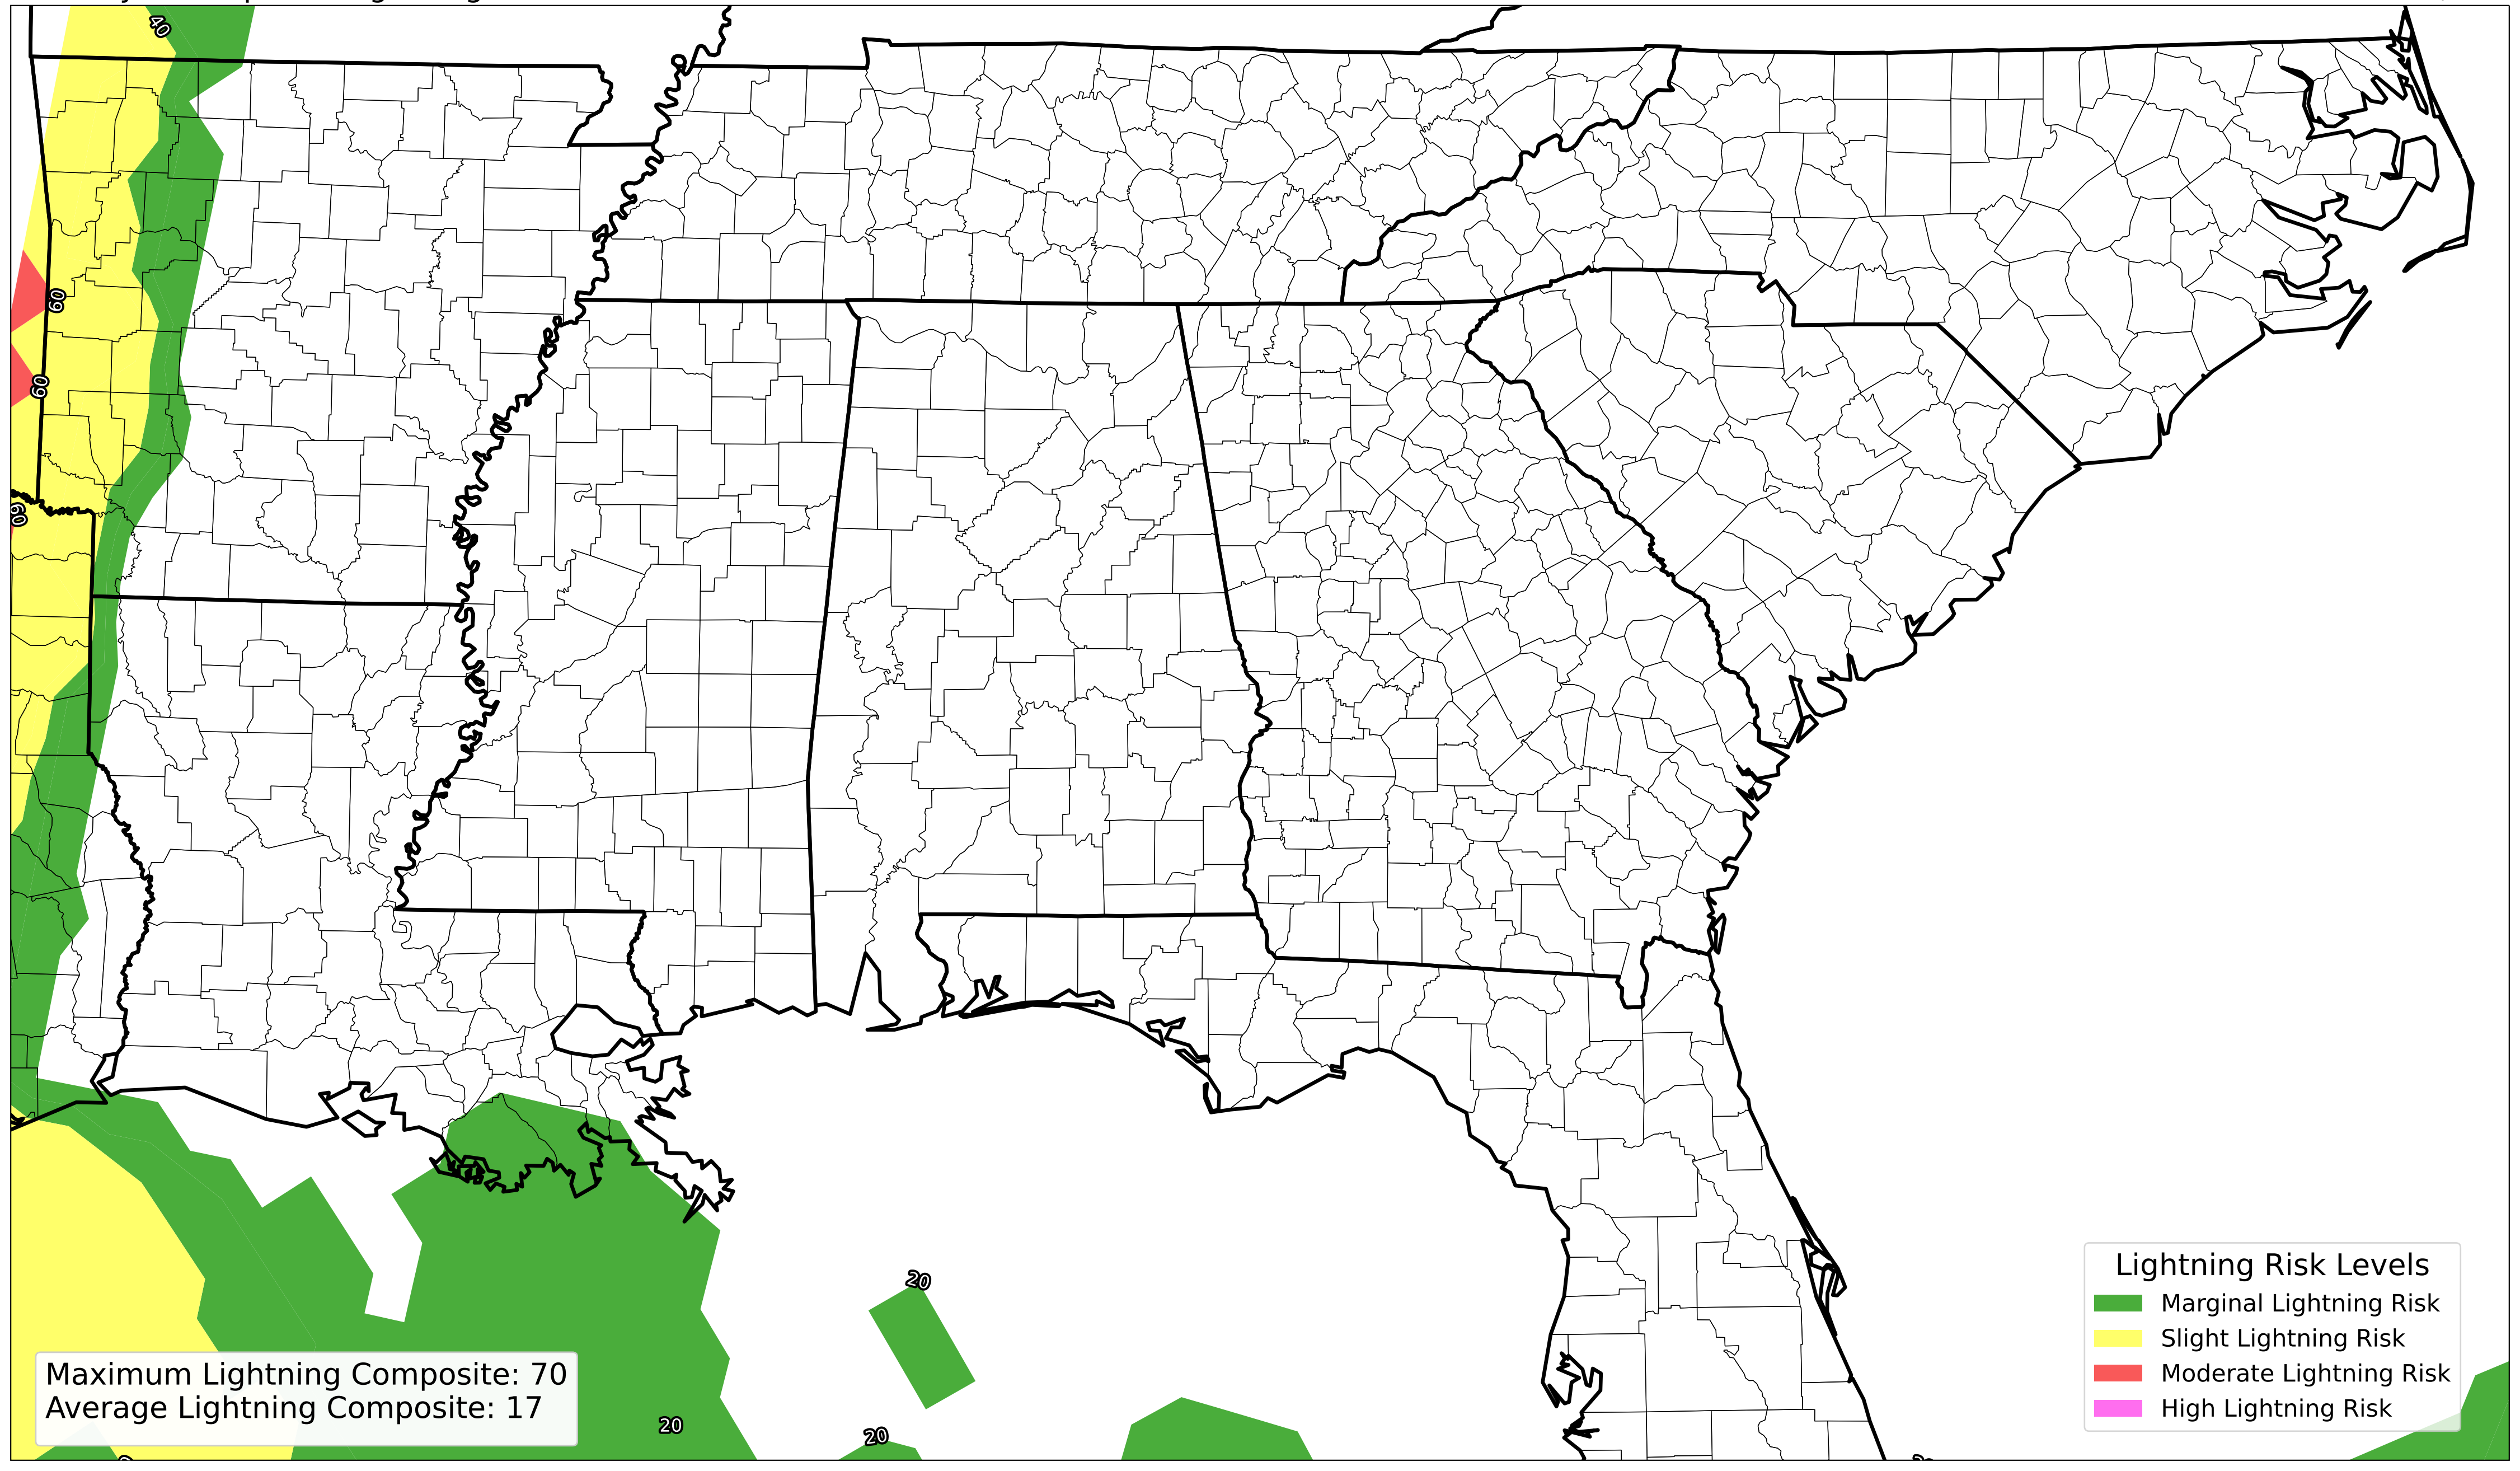 40
60
60
60
20
20
20
Maximum Lightning Composite: 70
Average Lightning Composite: 17
Lightning Risk Levels
Marginal Lightning Risk
Slight Lightning Risk
Moderate Lightning Risk
High Lightning Risk